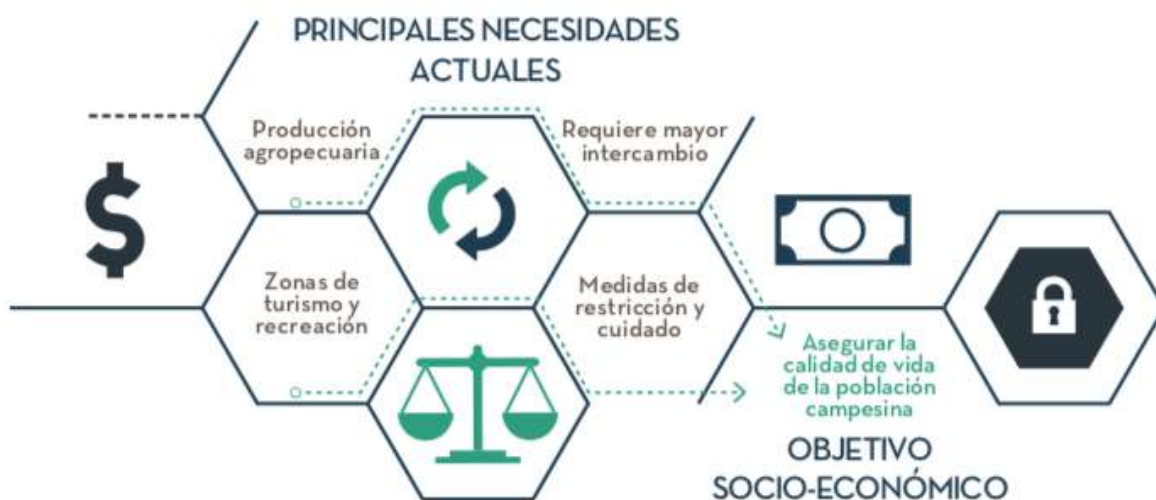 PRINCIPALES NECESIDADES
ACTUALES
Producción
agropecuaria
Requiere mayor
intercambio
$
Zonas de
turismo y
recreación
Medidas de
restricción y
cuidado
Asegurar la
calidad de vida
de la población
campesina
OBJETIVO
SOCIO-ECONÓMICO